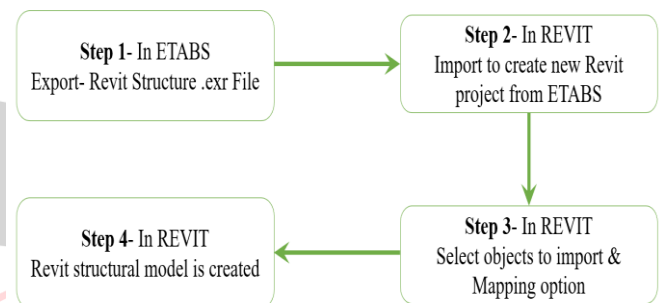 Step 1- In ETABS
Export- Revit Structure .exr File
Step 2- In REVIT
Import to create new Revit
project from ETABS
Step 3- In REVIT
Select objects to import &
Mapping option
Step 4- In REVIT
Revit structural model is created